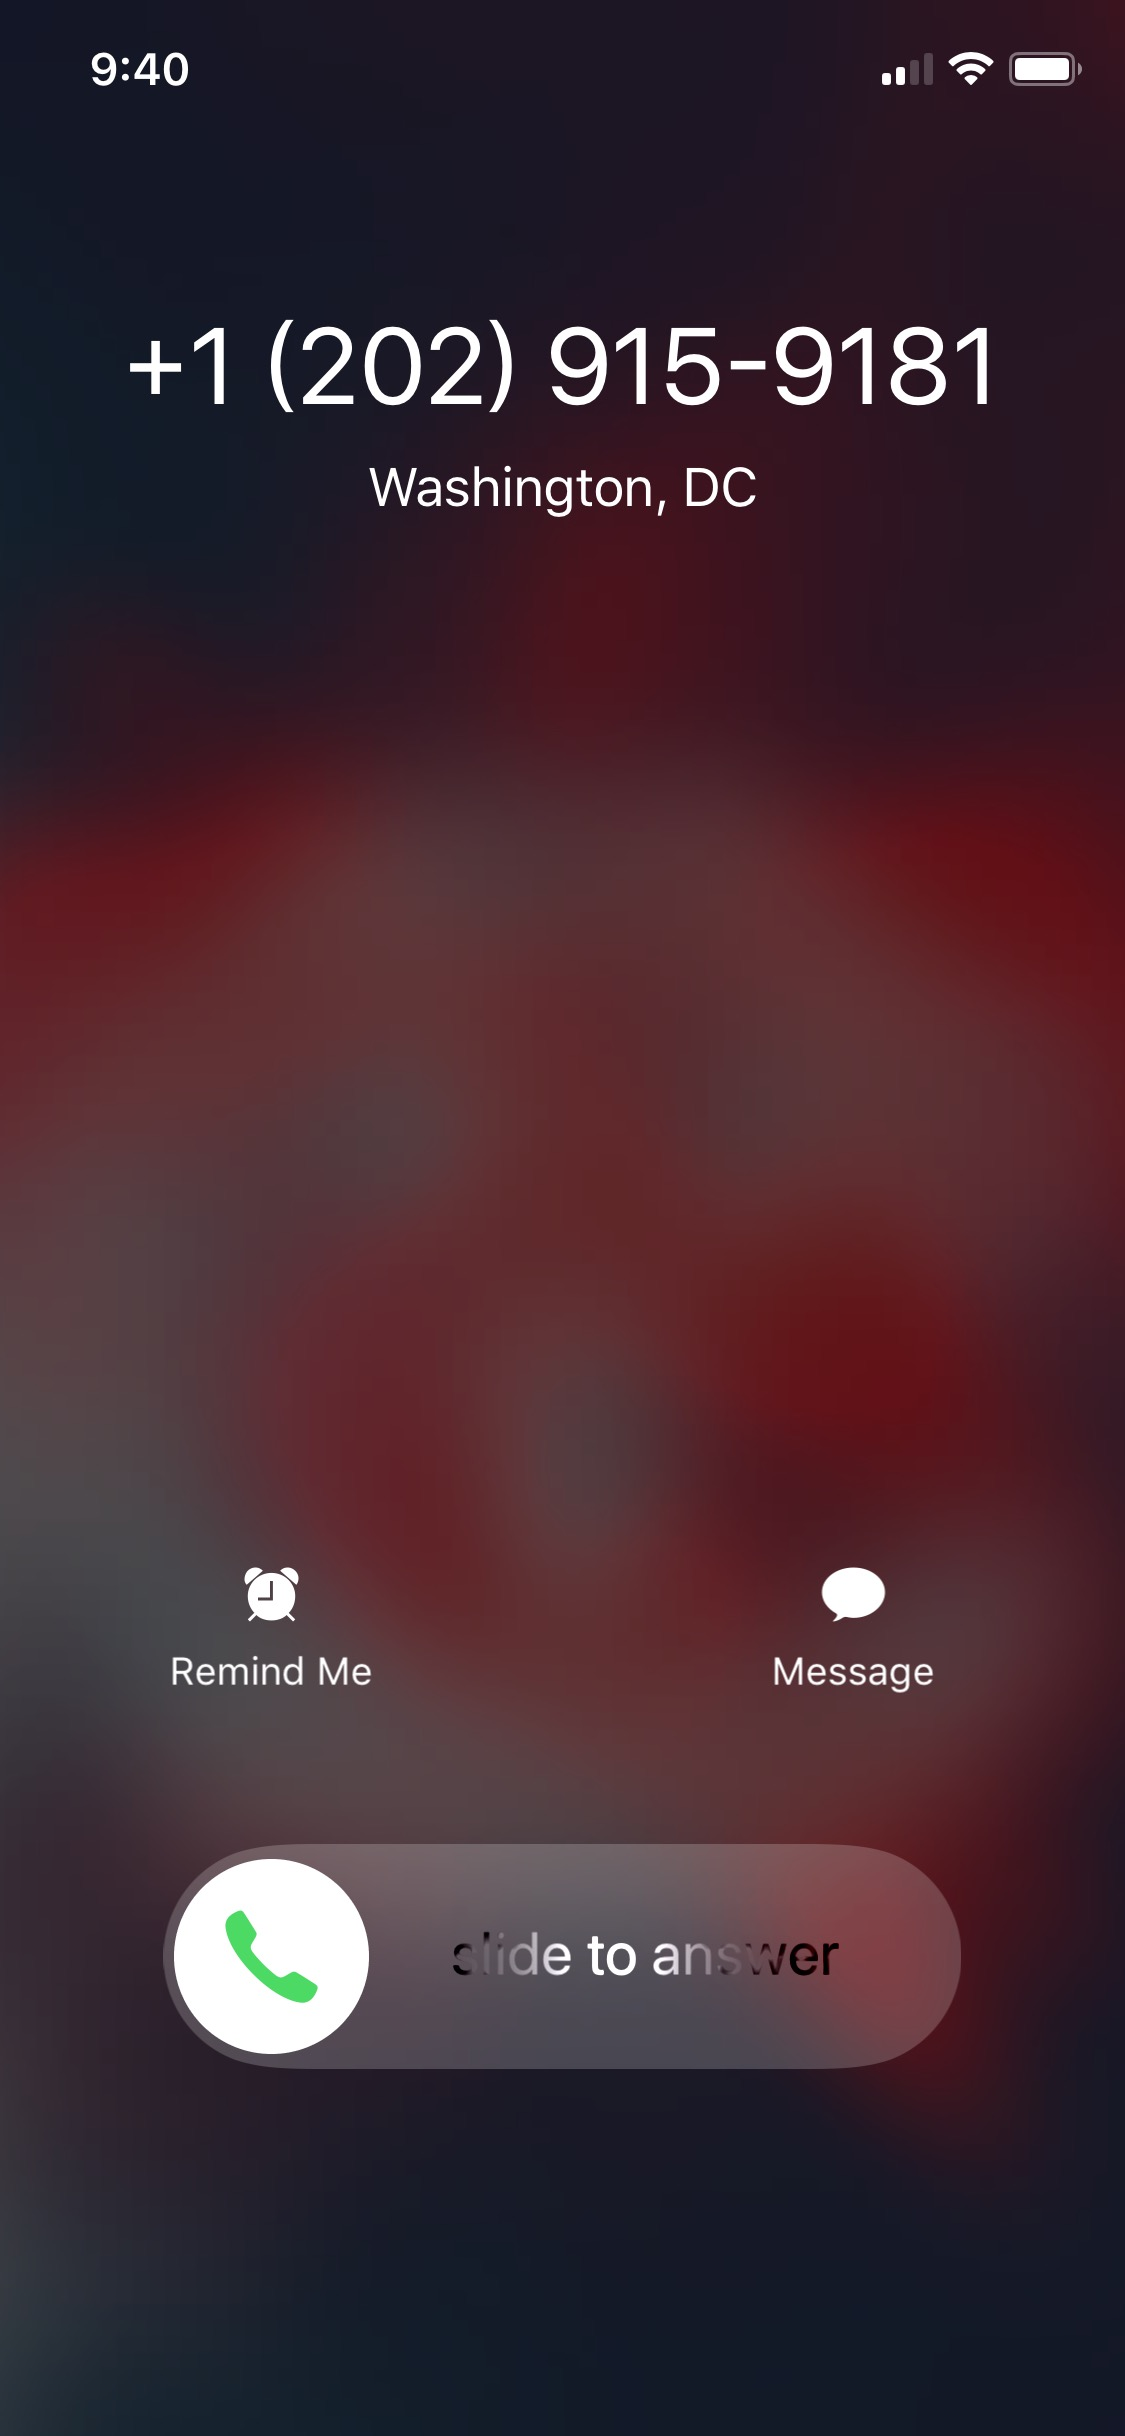 9:40
+1 (202) 915-9181
Washington, DC
Remind Me
Message
slide to answer